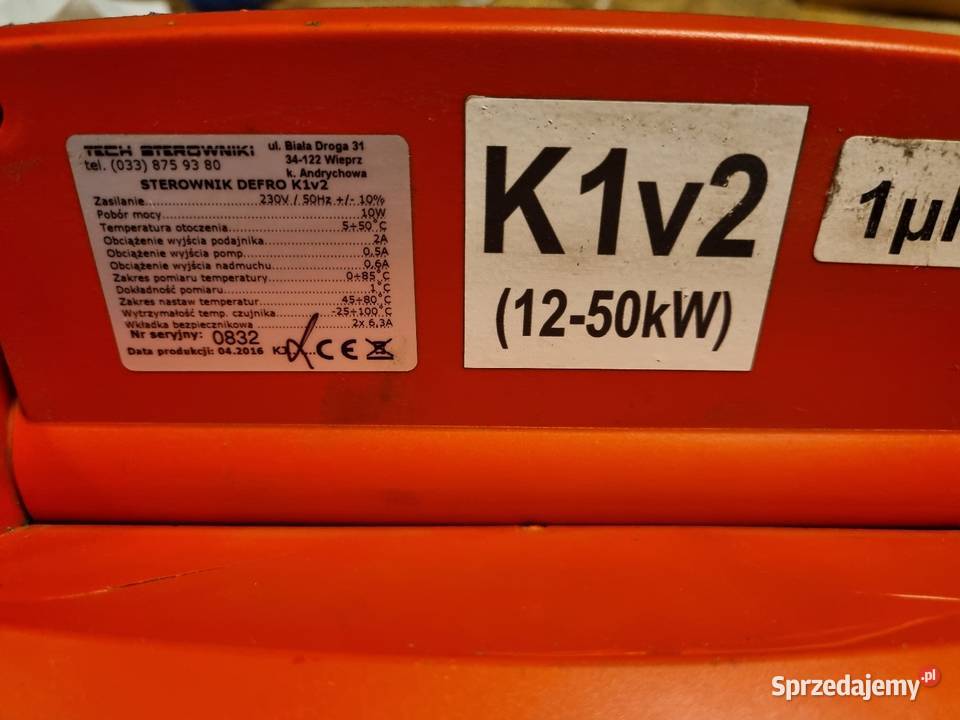 TECH STEROWNIKI
tel. (033) 875 93 80
ul. Biała Droga 31
34-122 Wieprz
k. Andrychowa
STEROWNIK DEFRO K1v2
Zasilanie 230V / 50Hz +/- 10%
Pobór mocy 10W
Temperatura otoczenia 5÷50°C
Obciążenie wyjścia podajnika 2A
Obciążenie wyjścia pomp 0,5A
Obciążenie wyjścia nadmuchu 0,6A
Zakres pomiaru temperatury 0÷85°C
Dokładność pomiaru 1°C
Zakres nastaw temperatur 45÷80°C
Wytrzymałość temp. czujnika -25÷100°C
Wkładka bezpiecznikowa 2x 6,3A
Nr seryjny: 0832
Data produkcji: 04.2016 CE
K1v2
(12-50kW)
1µ
Sprzedajemy.pl